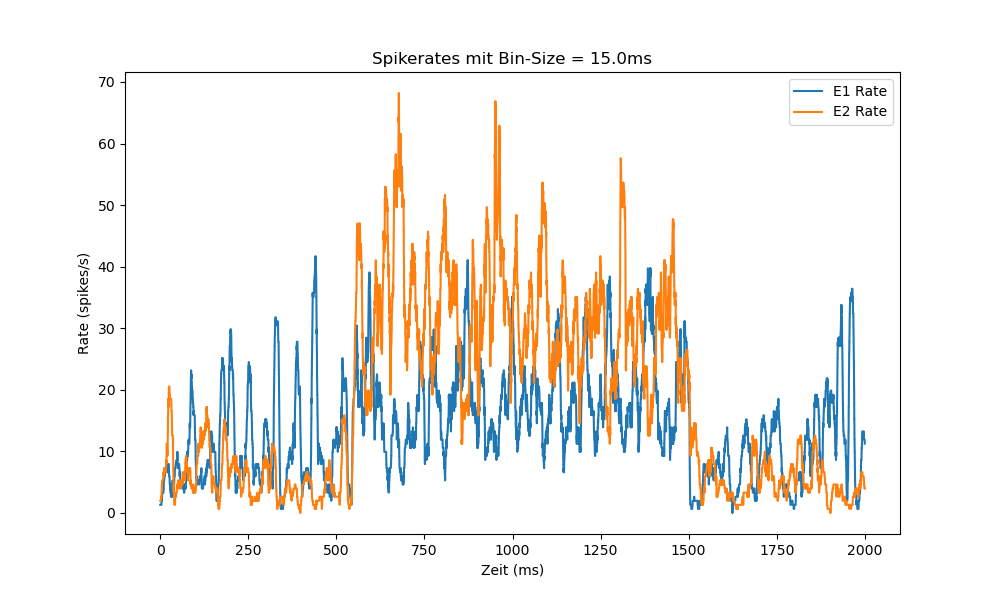 Spikerates mit Bin-Size = 15.0ms
E1 Rate
E2 Rate
70
60
50
40
30
20
10
0
Rate (spikes/s)
0 250 500 750 1000 1250 1500 1750 2000
Zeit (ms)